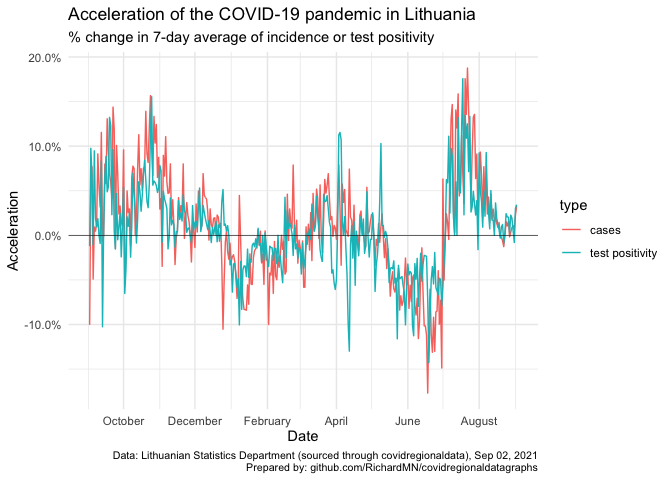 Acceleration of the COVID-19 pandemic in Lithuania
% change in 7-day average of incidence or test positivity
20.0%
10.0%
0.0%
-10.0%
Acceleration
October December February April June August
Date
type
cases
test positivity
Data: Lithuanian Statistics Department (sourced through covidregionaldata), Sep 02, 2021
Prepared by: github.com/RichardMN/covidregionaldatagraphs